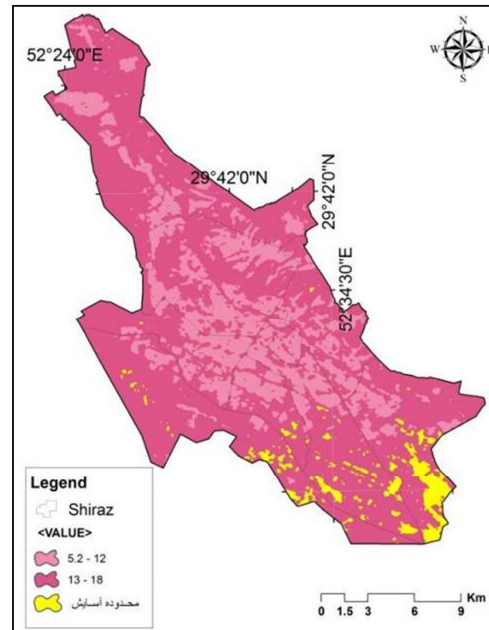 52°24'0"E
N
W
S
29°42'0"N
29°42'0"N
52°34'30"E
Legend
Shiraz
<VALUE>
5.2 - 12
13 - 18
محدوده آسایش
Km
0 1.5 3 6 9